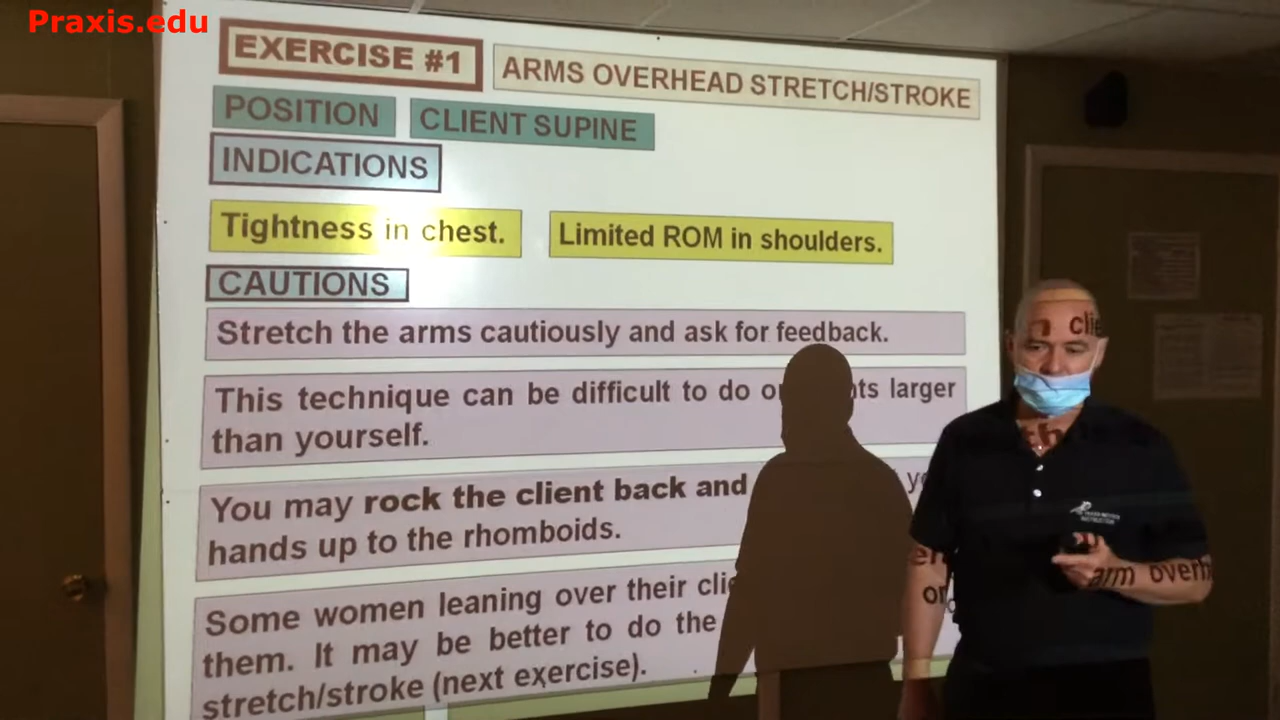 Praxis.edu
EXERCISE #1
ARMS OVERHEAD STRETCH/STROKE
POSITION
CLIENT SUPINE
INDICATIONS
Tightness in chest.
Limited ROM in shoulders.
CAUTIONS
Stretch the arms cautiously and ask for feedback.
This technique can be difficult to do larger
than yourself.
You may rock the client back and
hands up to the rhomboids.
Some women leaning over their
them. It may be better to do the
stretch/stroke (next exercise).